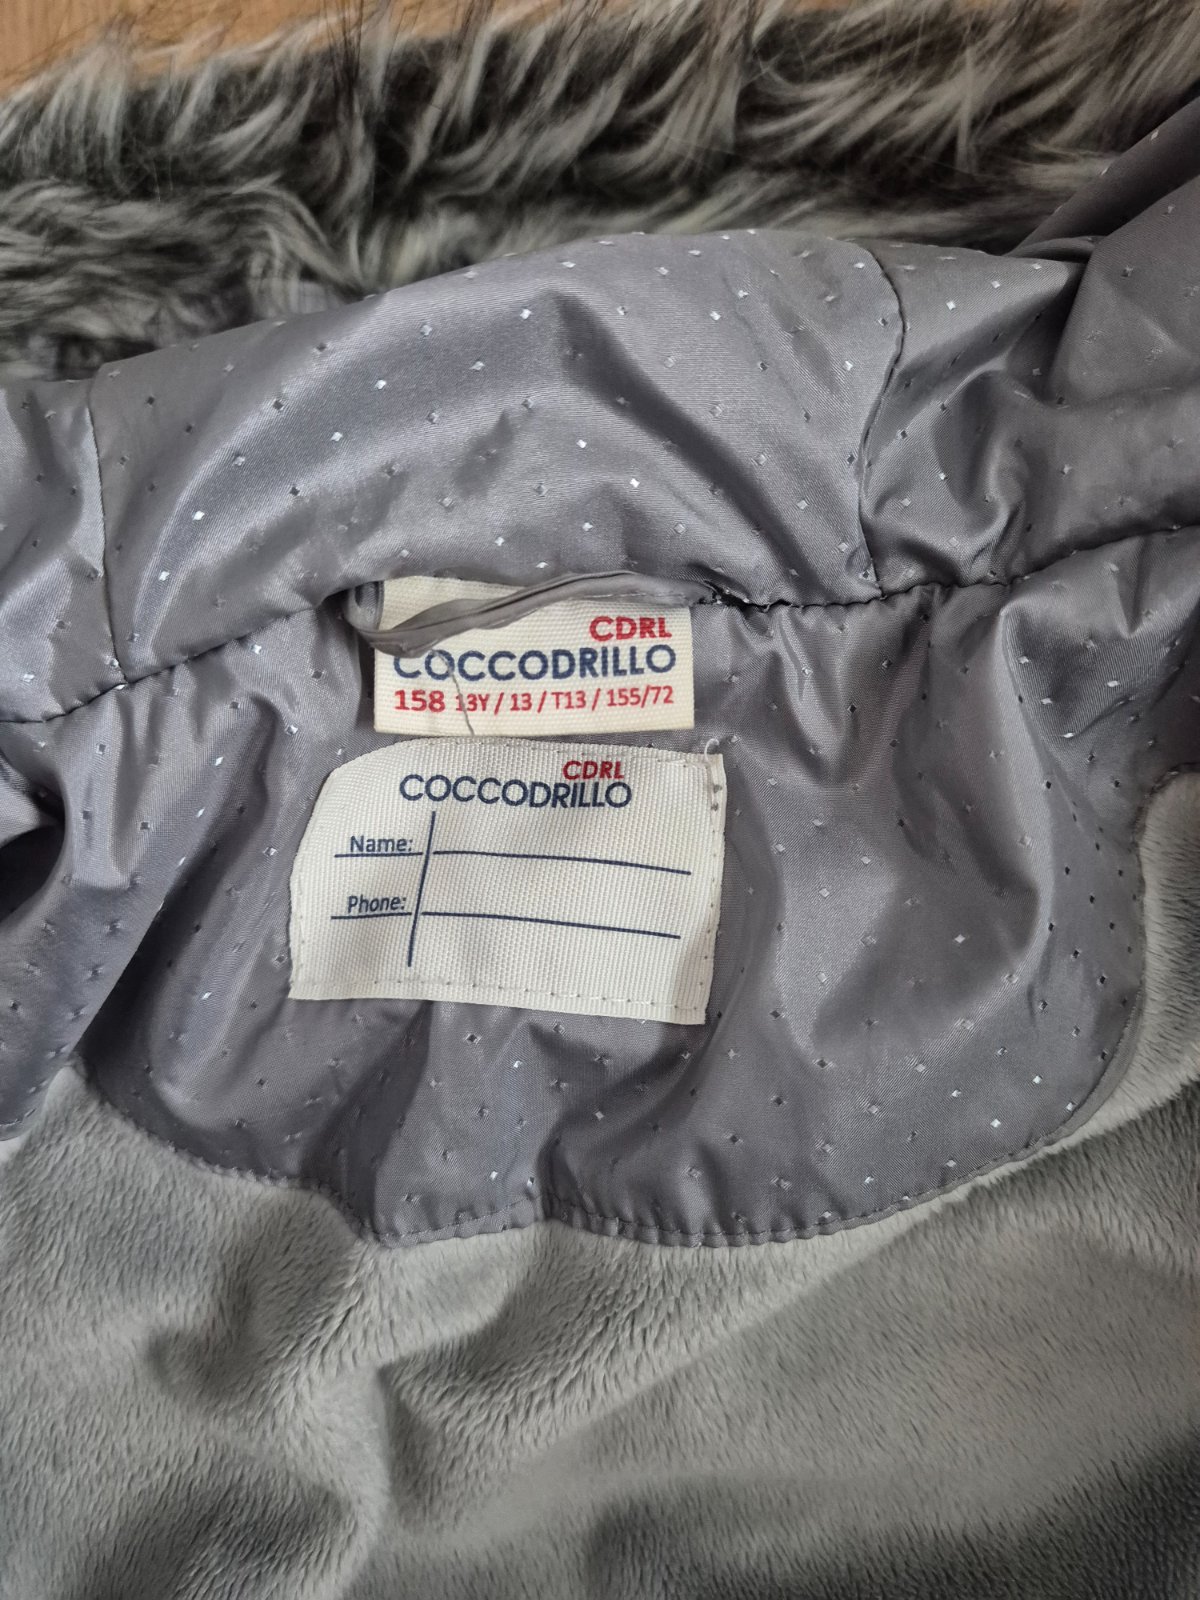 CDRL
COCCODRILLO
158 13Y / 13 / T13 / 155/72
CDRL
COCCODRILLO
Name:
Phone: